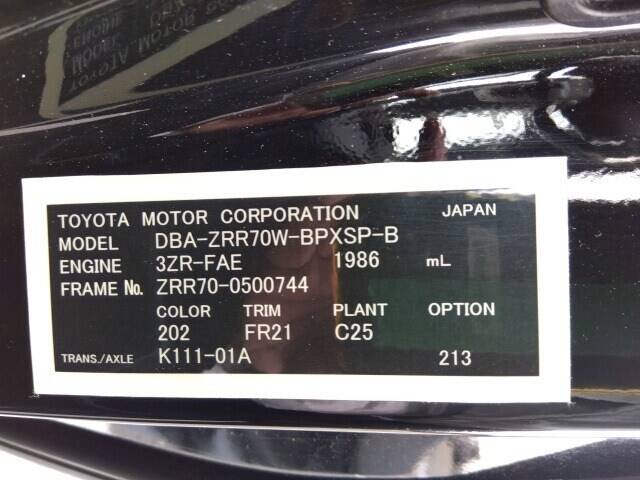 TOYOTA MOTOR CORPORATION JAPAN
MODEL DBA-ZRR70W-BPXSP-B
ENGINE 3ZR-FAE 1986 mL
FRAME No. ZRR70-0500744
COLOR TRIM PLANT OPTION
202 FR21 C25
TRANS./AXLE K111-01A 213